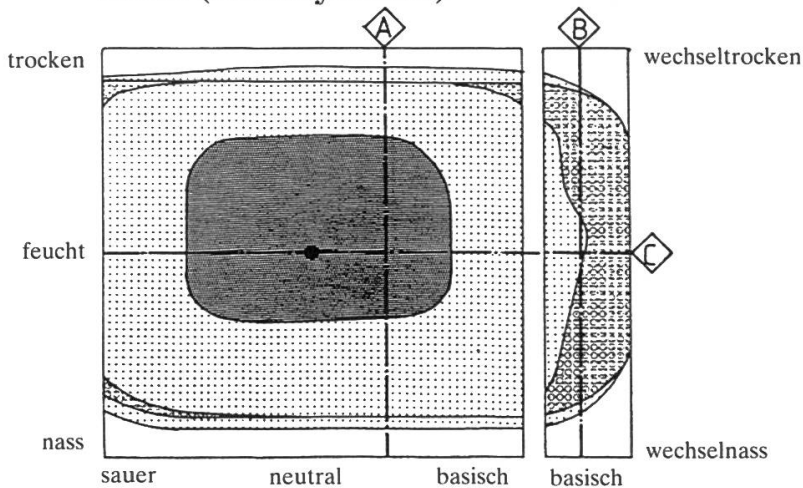 A
B
trocken
wechseltrocken
feucht
C
nass
wechselnass
sauer
neutral
basisch
basisch